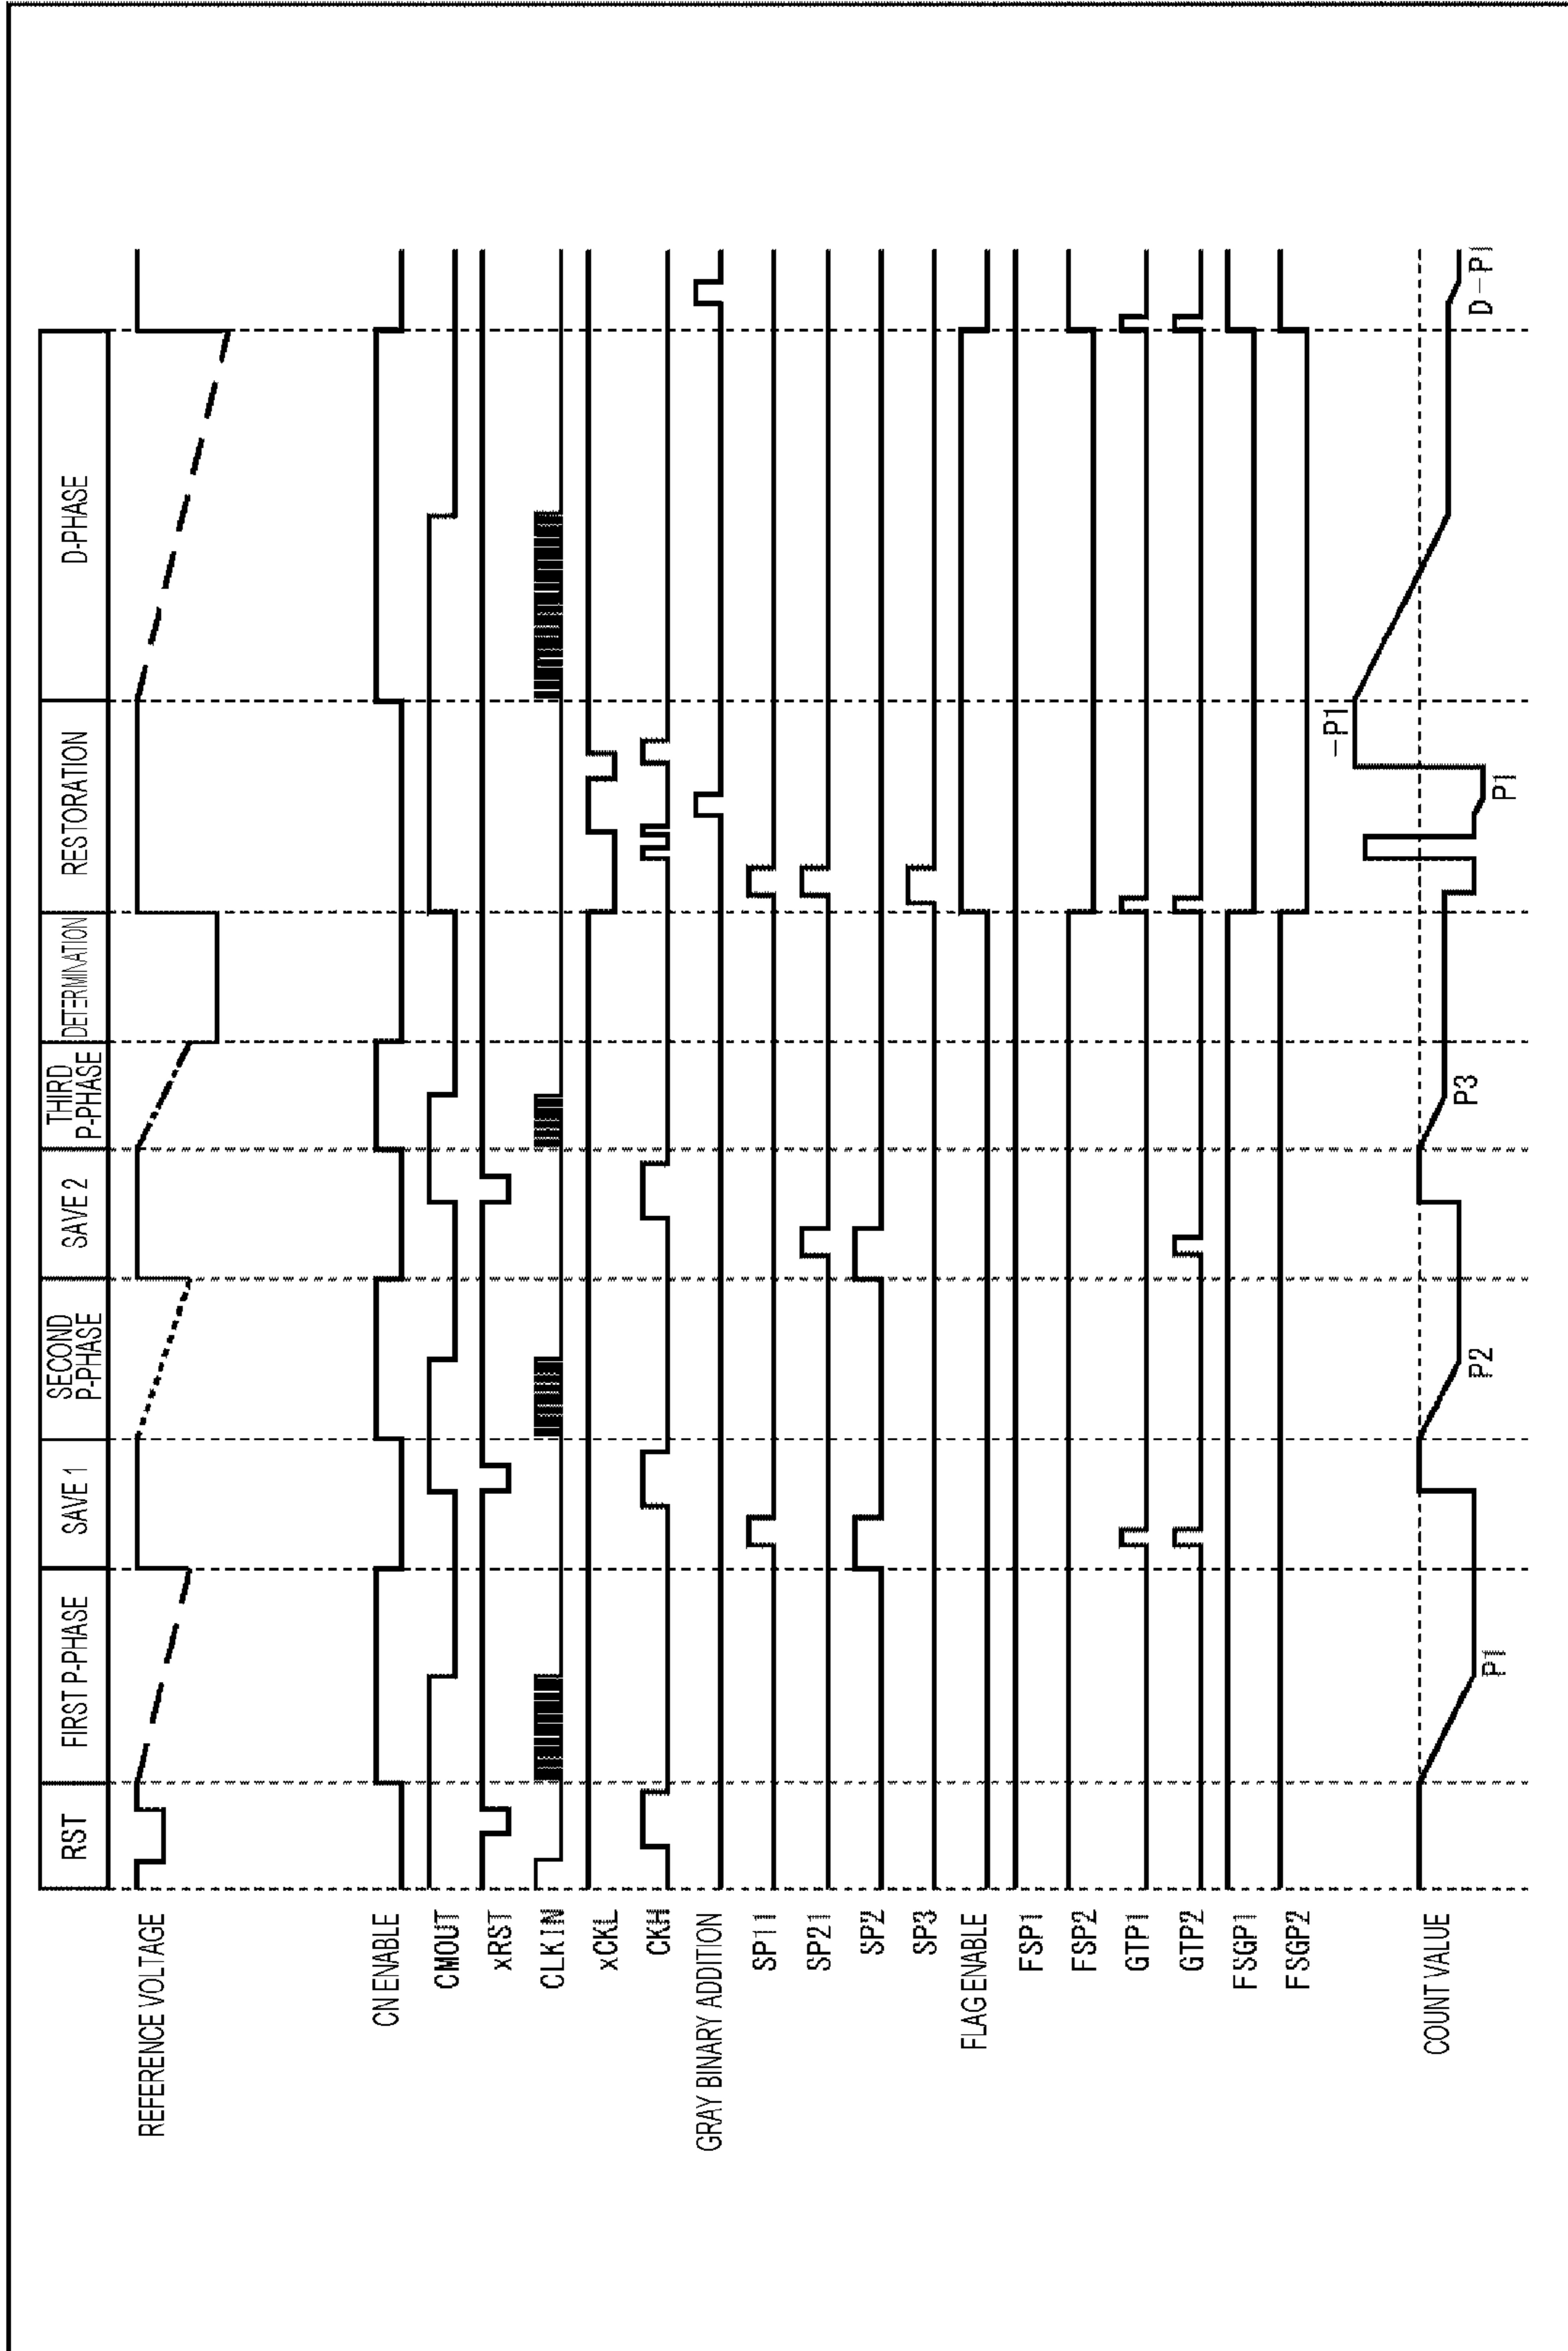 RST
FIRST P-PHASE
SAVE 1
SECOND
P-PHASE
SAVE 2
THIRD
P-PHASE
DETERMINATION
RESTORATION
D-PHASE
REFERENCE VOLTAGE
CN ENABLE
CMOUT
xRST
CLKIN
xCKL
CKH
GRAY BINARY ADDITION
SP11
SP21
SP2
SP3
FLAG ENABLE
FSP1
FSP2
GTP1
GTP2
FSGP1
FSGP2
COUNT VALUE
P1
P2
P3
P1
-P1
D-P1